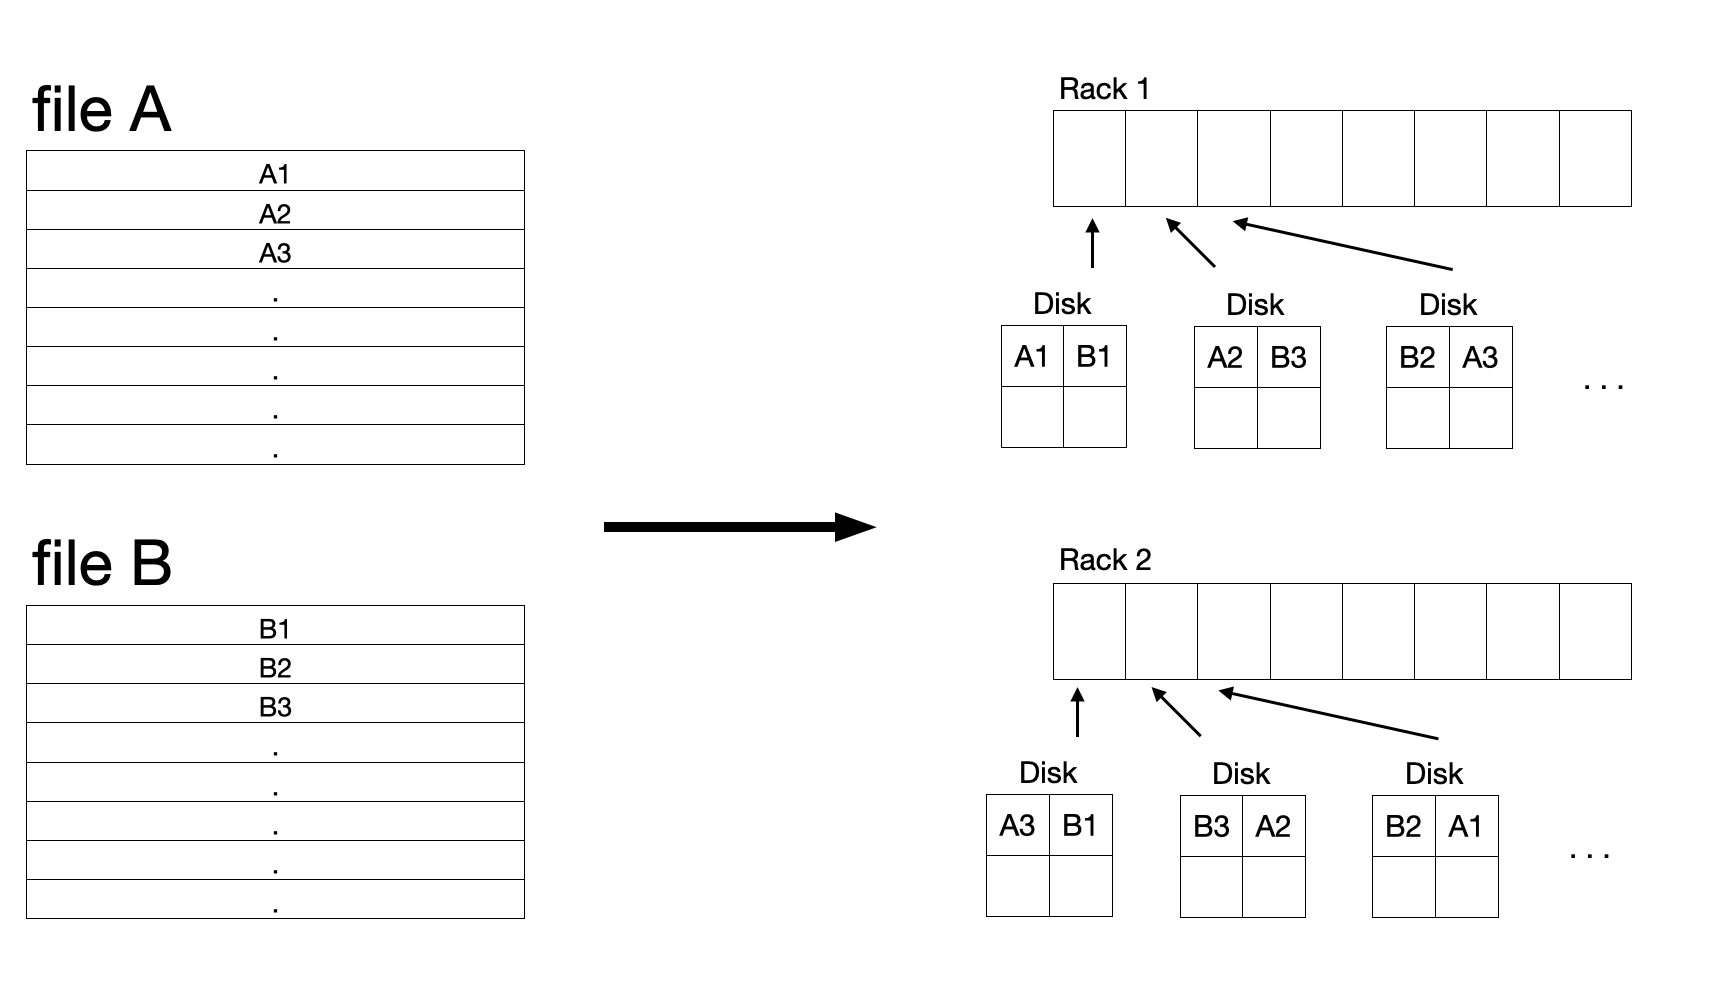 file A
A1
A2
A3
.
.
.
.
.
file B
B1
B2
B3
.
.
.
.
.
Rack 1
Disk Disk Disk
A1 B1 A2 B3 B2 A3
. . .
Rack 2
Disk Disk Disk
A3 B1 B3 A2 B2 A1
. . .